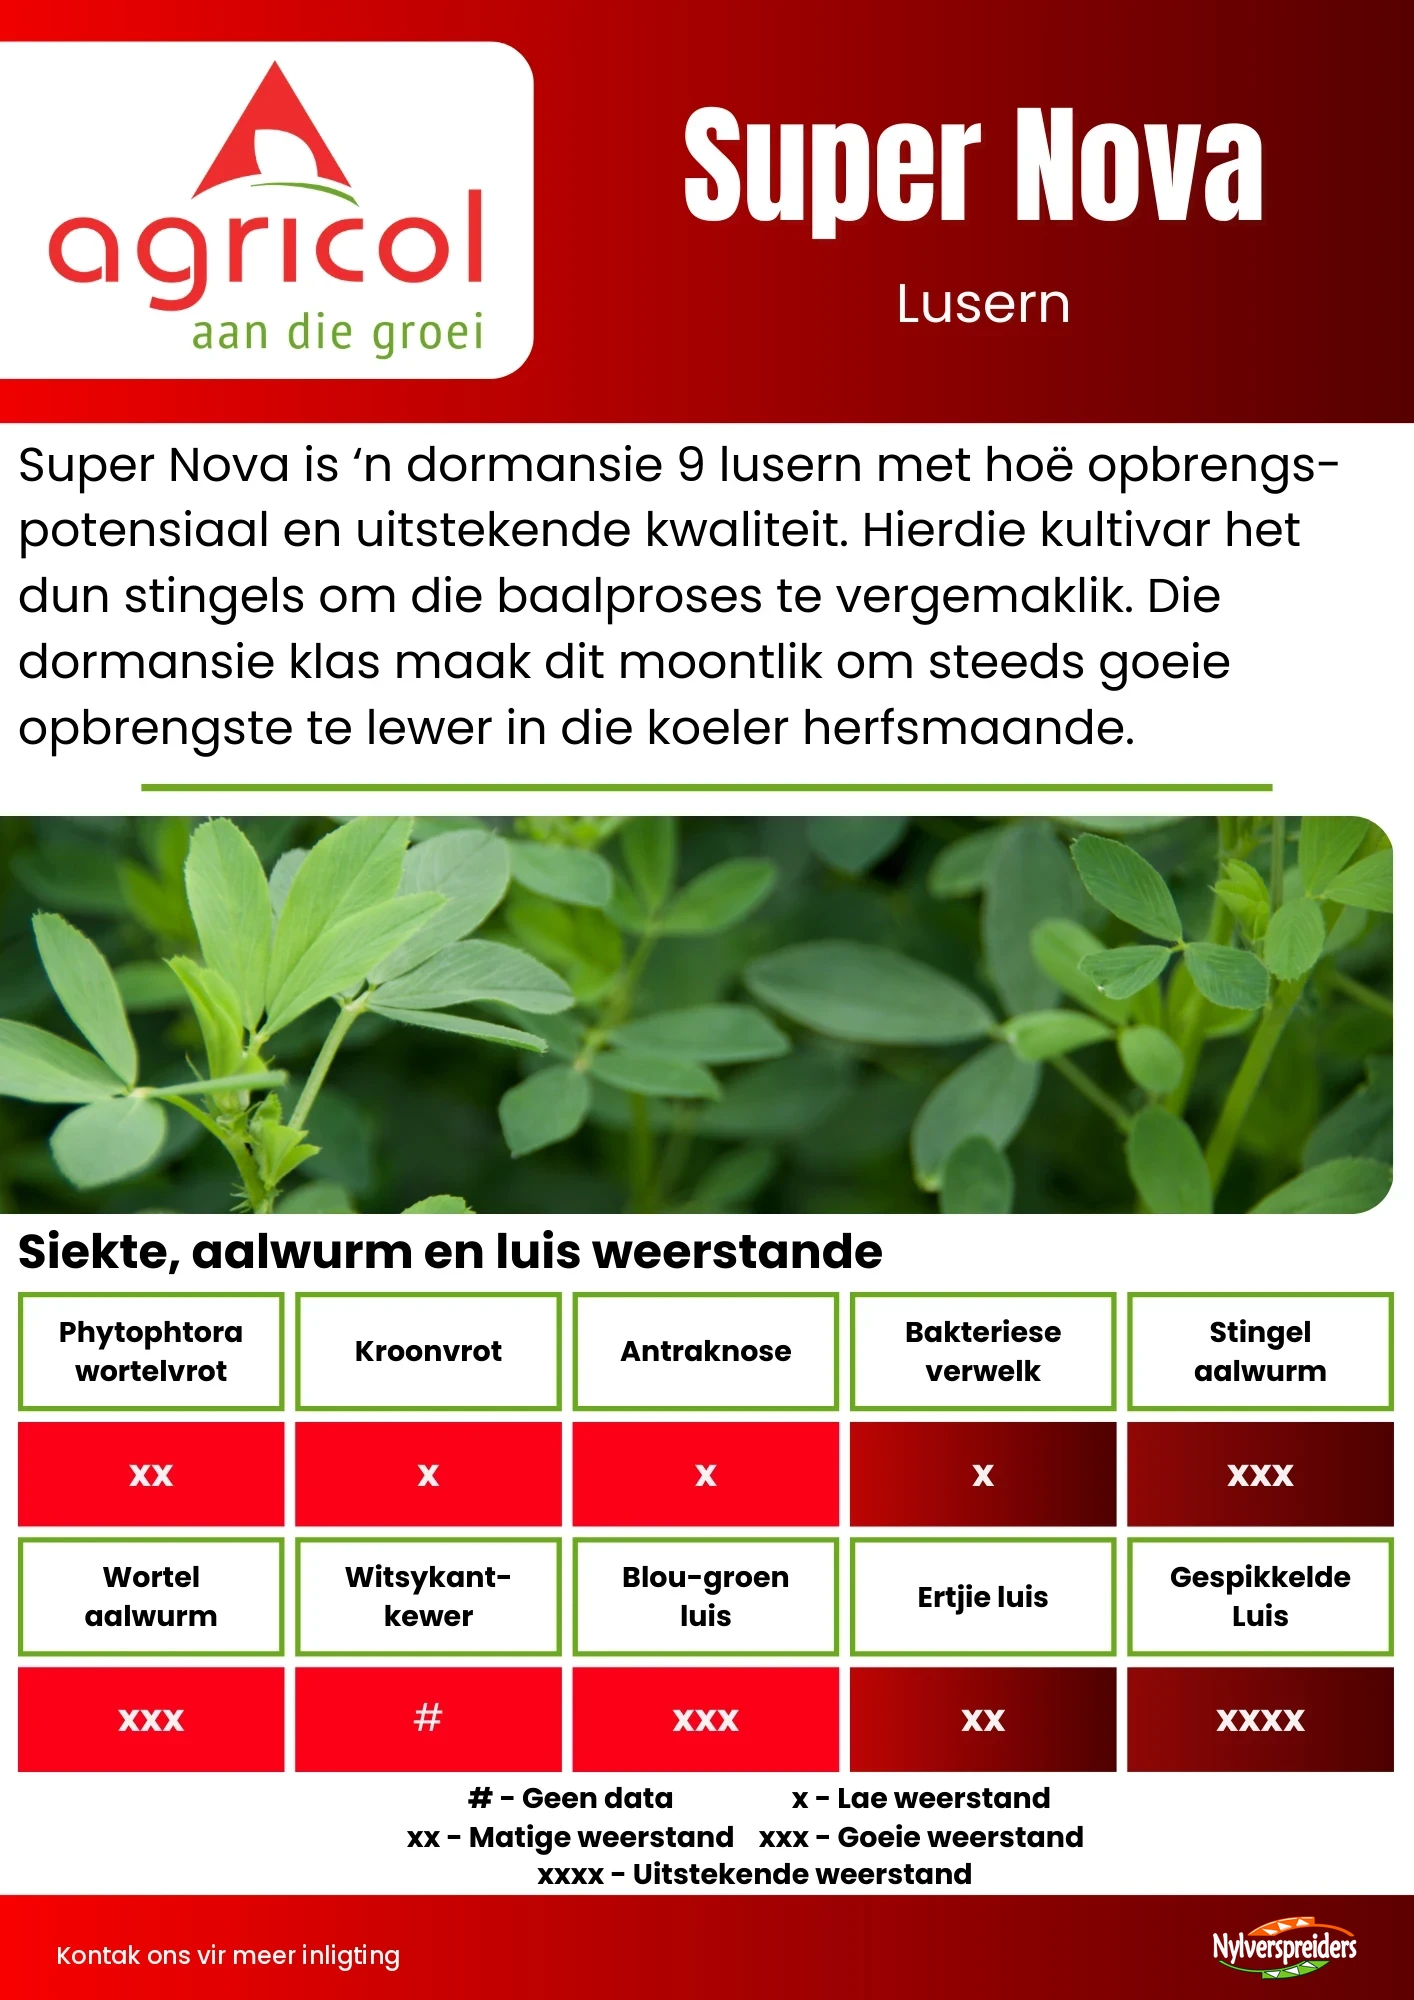 agricol
aan die groei
Super Nova
Lusern
Super Nova is ‘n dormansie 9 lusern met hoë opbrengs-
potensiaal en uitstekende kwaliteit. Hierdie kultivar het
dun stingels om die baalproses te vergemaklik. Die
dormansie klas maak dit moontlik om steeds goeie
opbrengste te lewer in die koeler herfsmaande.
Siekte, aalwurm en luis weerstande
Phytophtora
wortelvrot
Kroonvrot
Antraknose
Bakteriese
verwelk
Stingel
aalwurm
xx
x
x
x
xxx
Wortel
aalwurm
Witsykant-
kewer
Blou-groen
luis
Ertjie luis
Gespikkelde
Luis
xxx
#
xxx
xx
xxxx
# - Geen data
x - Lae weerstand
xx - Matige weerstand
xxx - Goeie weerstand
xxxx - Uitstekende weerstand
Kontak ons vir meer inligting
Nylverspreiders